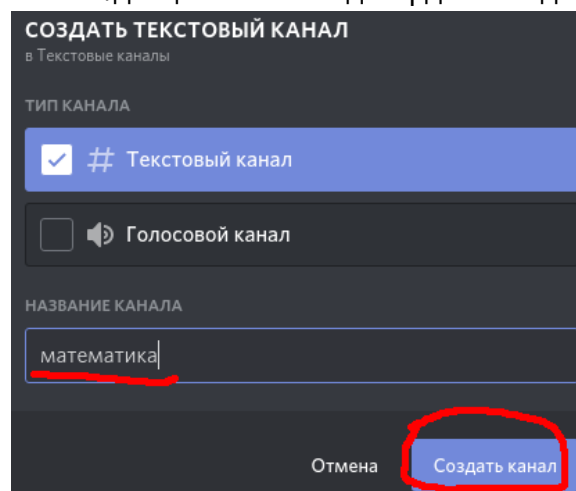 СОЗДАТЬ ТЕКСТОВЫЙ КАНАЛ
в Текстовые каналы
ТИП КАНАЛА
Текстовый канал
Голосовой канал
НАЗВАНИЕ КАНАЛА
математика
Отмена Создать канал